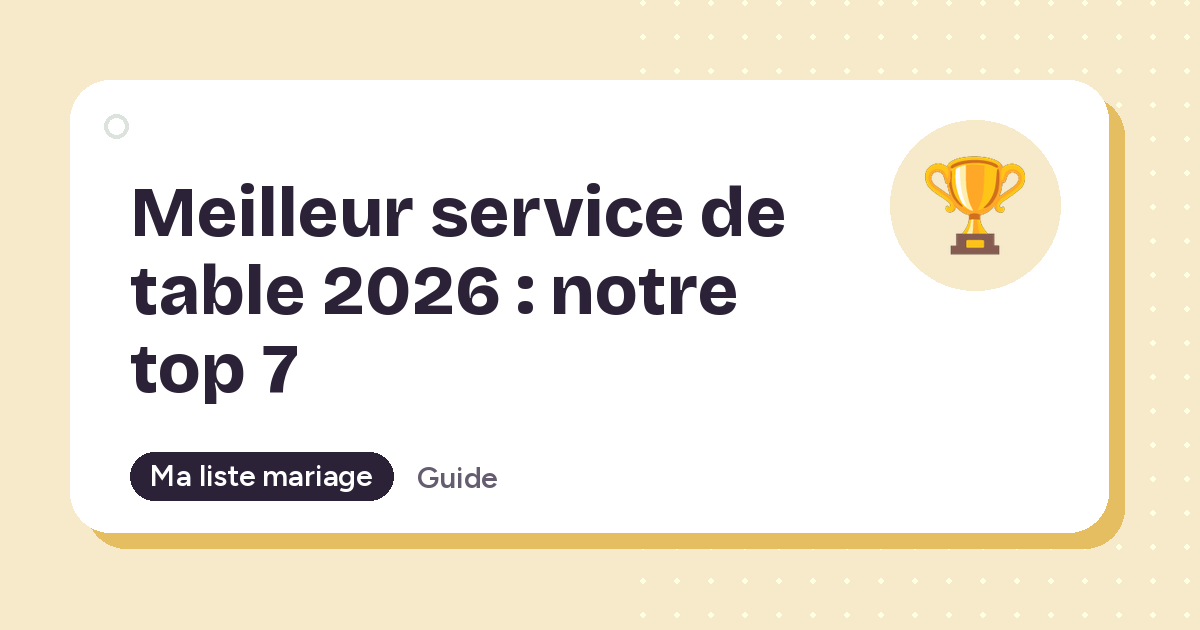 Meilleur service de
table 2026 : notre
top 7
Ma liste mariage
Guide